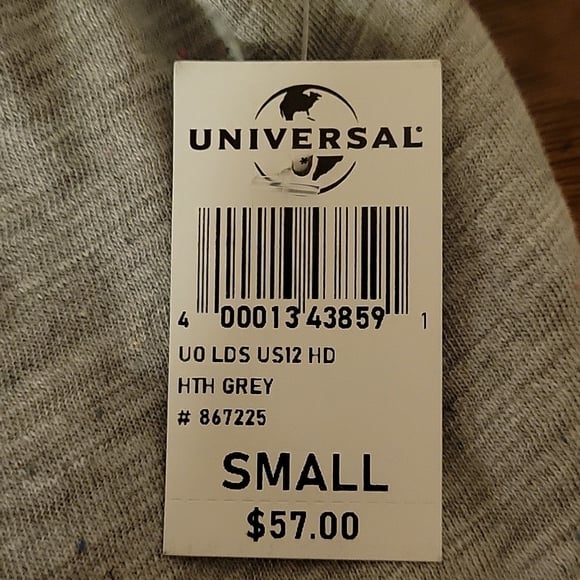 UNIVERSAL®
4 00013 43859 1
UO LDS US12 HD
HTH GREY
# 867225
SMALL
$57.00